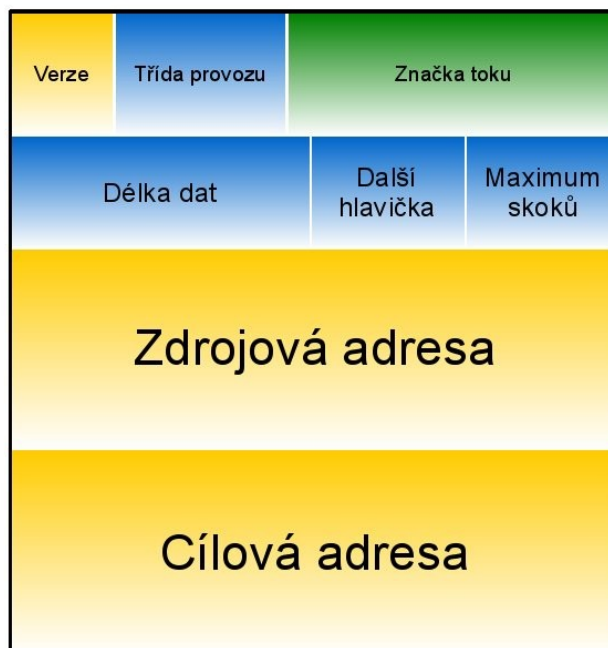 Verze
Třída provozu
Značka toku
Délka dat
Další
hlavička
Maximum
skoků
Zdrojová adresa
Cílová adresa